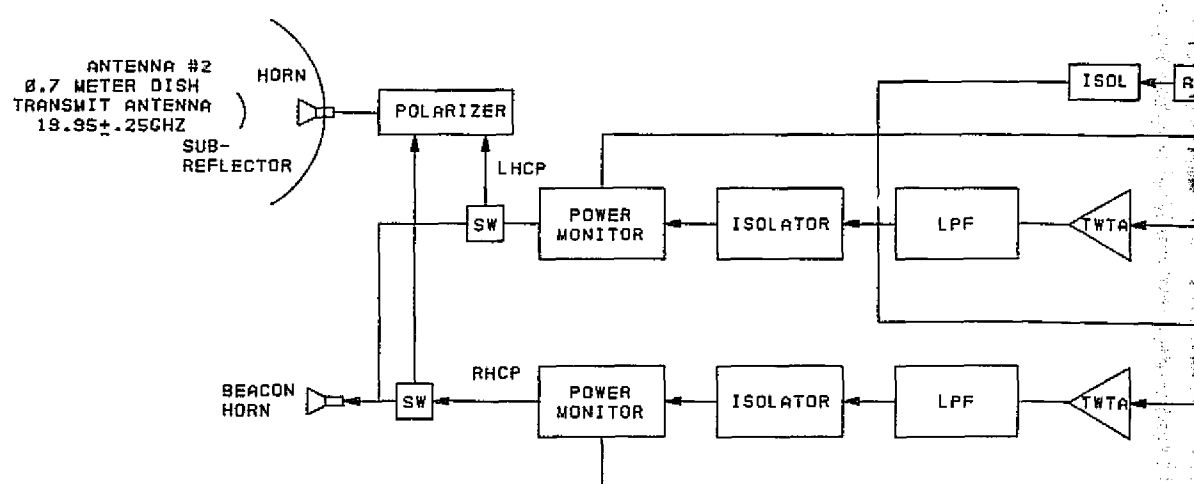 ANTENNA #2
0.7 METER DISH
TRANSMIT ANTENNA
19.95±.25GHZ
SUB-
REFLECTOR
HORN
POLARIZER
ISOL
LHCP
SW
POWER
MONITOR
ISOLATOR
LPF
TWTA
BEACON
HORN
SW
RHCP
POWER
MONITOR
ISOLATOR
LPF
TWTA